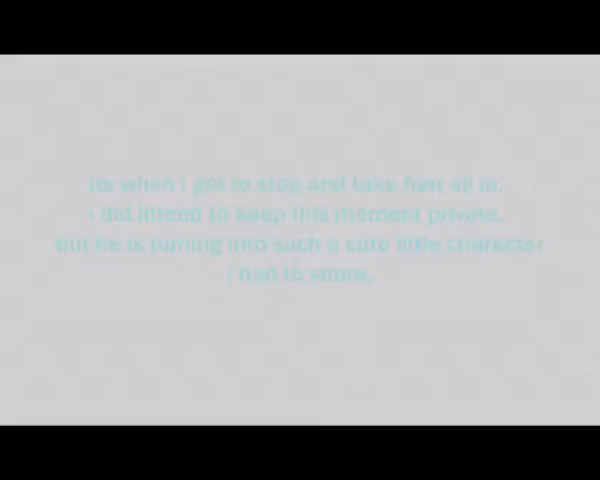 its when i get to stop and take him all in.
i did intend to keep this moment private,
but he is turning into such a cute little character
i had to share.